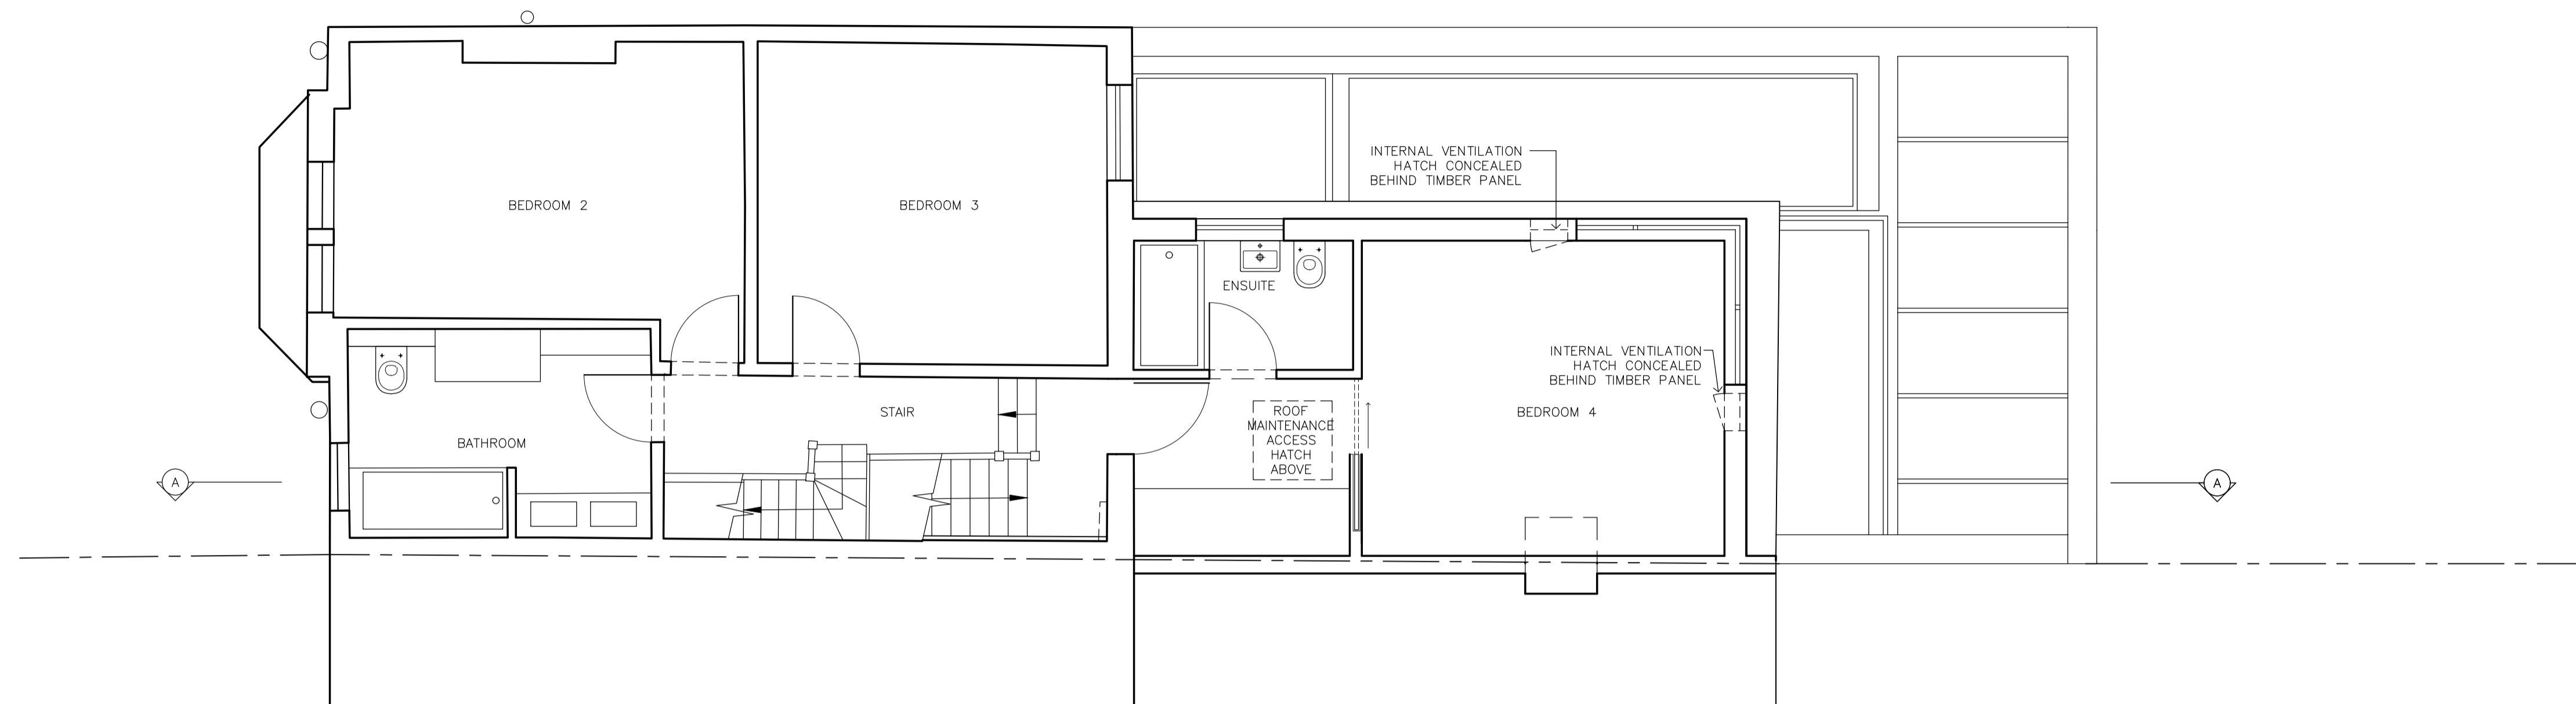 INTERNAL VENTILATION
HATCH CONCEALED
BEHIND TIMBER PANEL
BEDROOM 2
BEDROOM 3
ENSUITE
INTERNAL VENTILATION
HATCH CONCEALED
BEHIND TIMBER PANEL
STAIR
ROOF
MAINTENANCE
ACCESS
HATCH
ABOVE
BEDROOM 4
BATHROOM
A
A